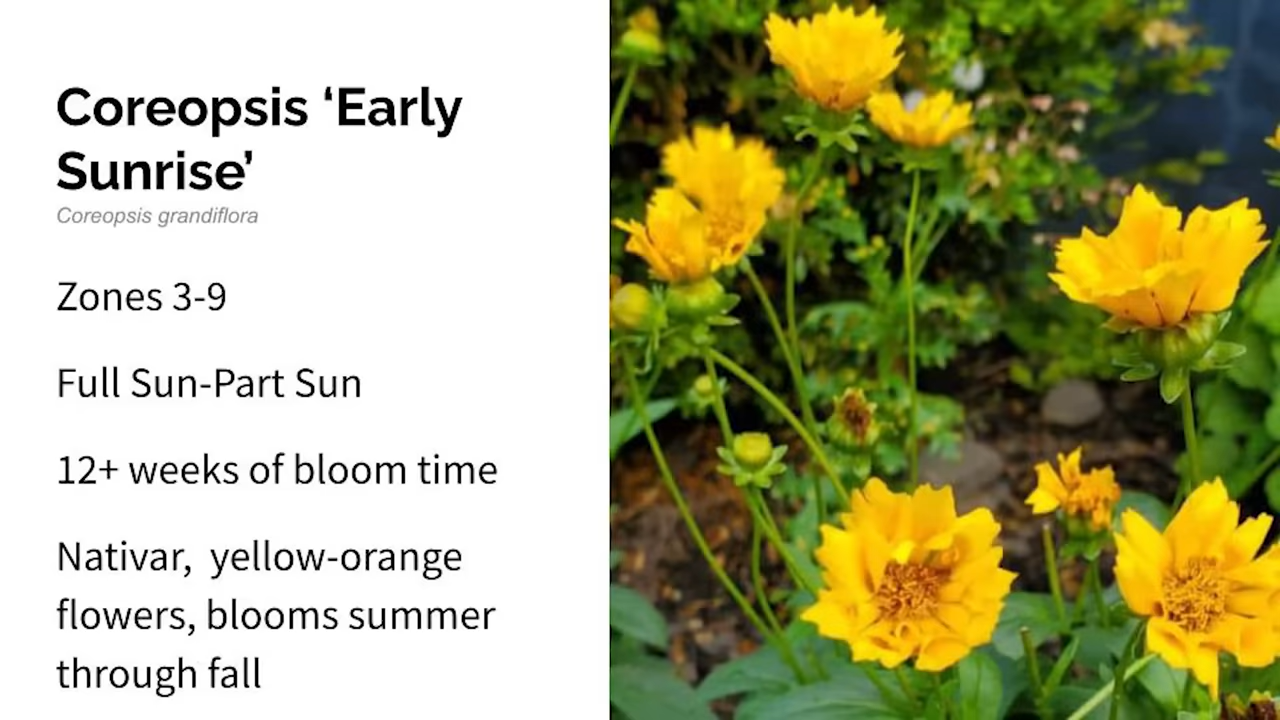 Coreopsis ‘Early
Sunrise’
Coreopsis grandiflora
Zones 3-9
Full Sun-Part Sun
12+ weeks of bloom time
Nativar,  yellow-orange
flowers, blooms summer
through fall